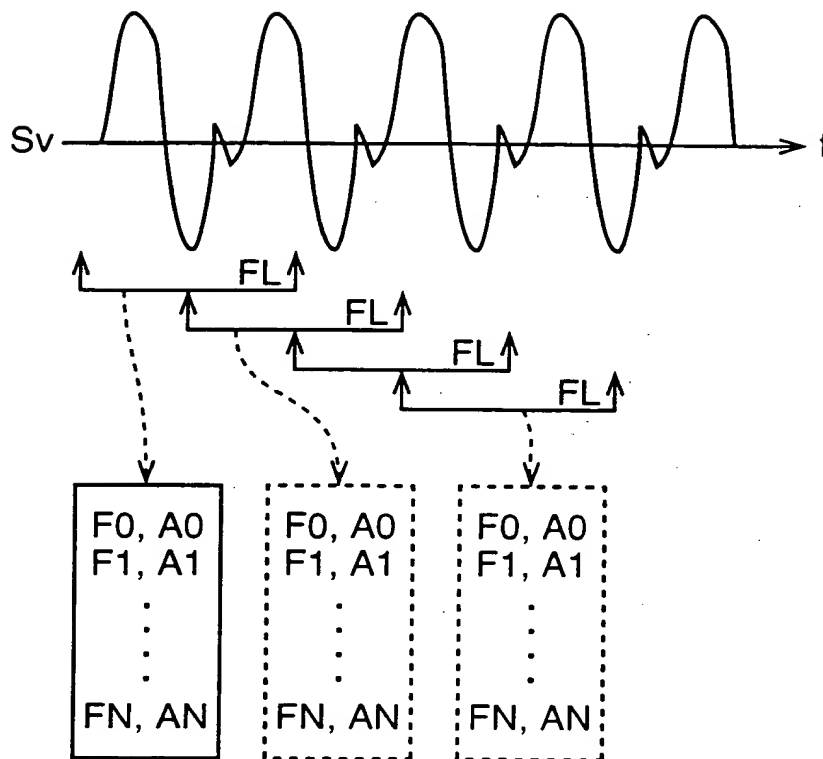 Sv
FL
FL
FL
FL
F0, A0
F1, A1
FN, AN
F0, A0
F1, A1
FN, AN
F0, A0
F1, A1
FN, AN